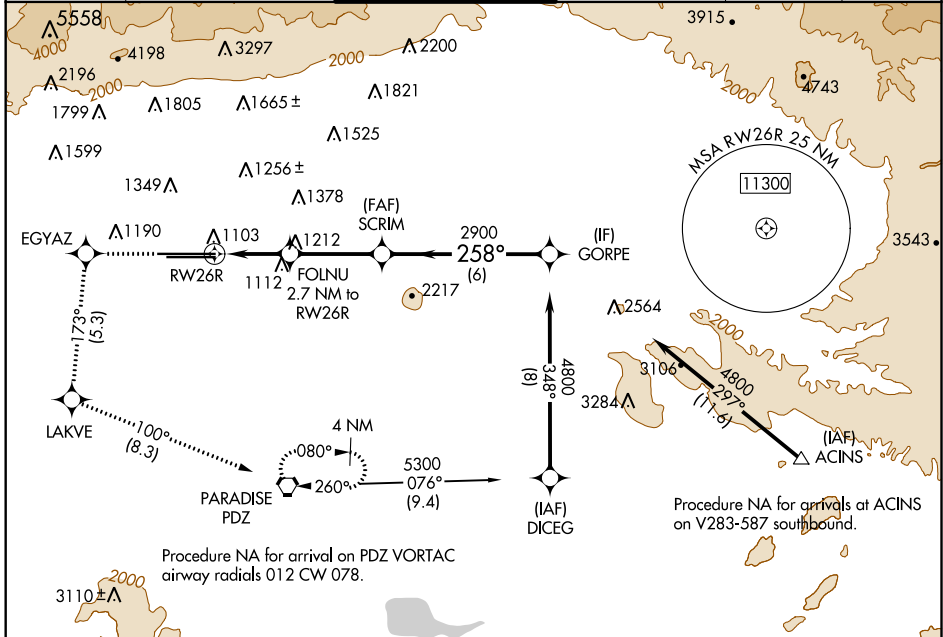 5558
4000
4198
3297
2200
2000
3915
4743
2000
2196
2000
1799
1805
1665 ±
1821
1525
1599
1256 ±
1349
1378
MSA RW26R 25 NM
11300
(FAF)
SCRIM
EGYAZ
1190
1103
1212
2900
258°
(6)
(IF)
GORPE
3543
RW26R
1112
FOLNU
2.7 NM to
RW26R
2217
2564
2000
173°
(5.3)
4800
348°
(8)
3106
4800
297°
(11.6)
3284
LAKVE
100°
(8.3)
4 NM
080°
260°
5300
076°
(9.4)
(IAF)
ACINS
PARADISE
PDZ
(IAF)
DICEG
Procedure NA for arrivals at ACINS
on V283-587 southbound.
Procedure NA for arrival on PDZ VORTAC
airway radials 012 CW 078.
2000
3110 ±